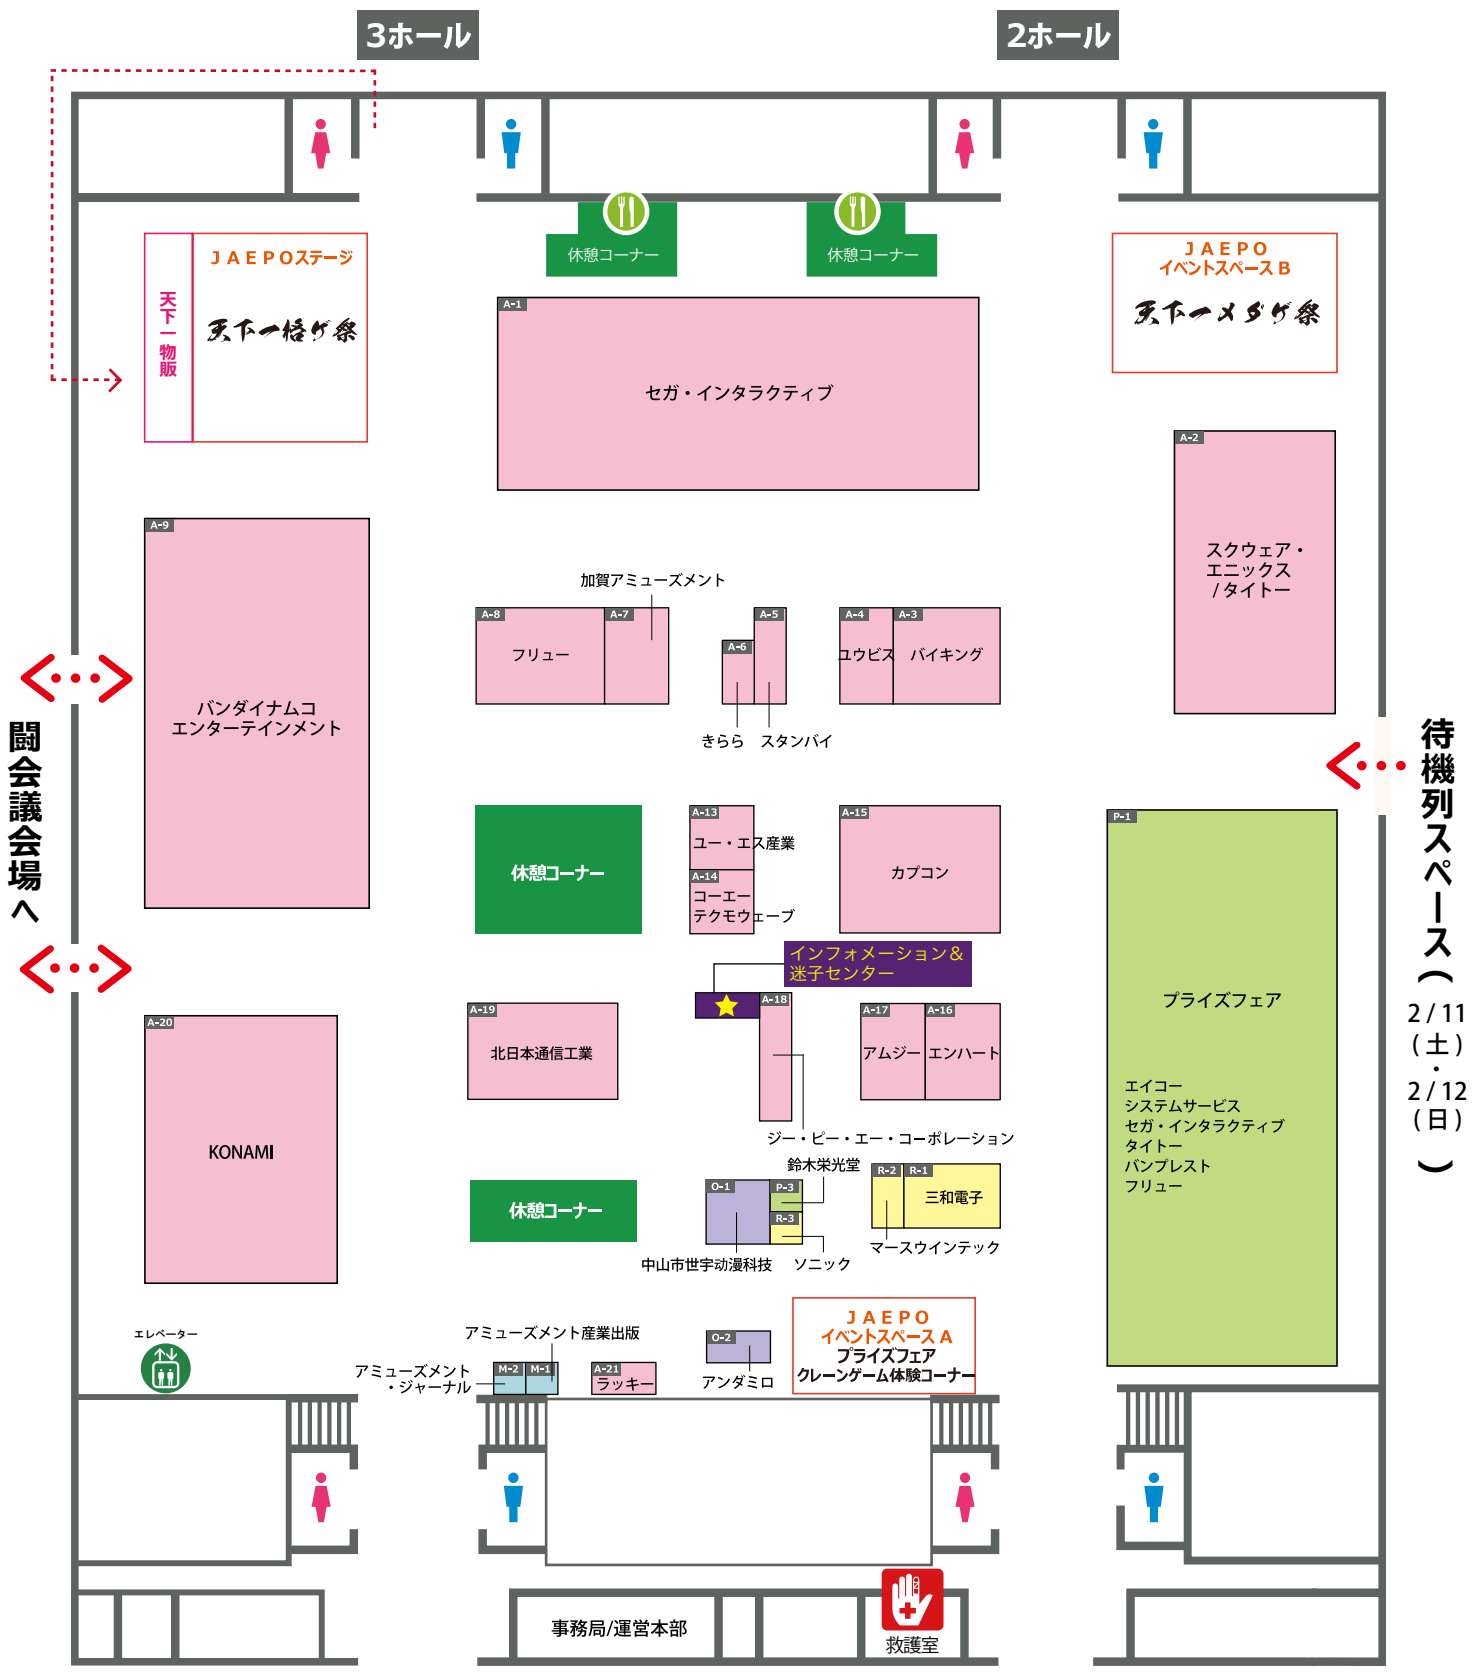 3ホール
2ホール
JAEPOステージ
天下一物販
天下一格ゲ祭
休憩コーナー
休憩コーナー
JAEPO
イベントスペース B
天下一メダゲ祭
A-1
セガ・インタラクティブ
A-2
スクウェア・
エニックス
/タイトー
A-9
バンダイナムコ
エンターテインメント
加賀アミューズメント
A-8
フリュー
A-7
A-6
A-5
きらら
スタンバイ
A-4
ユウビス
A-3
バイキング
闘会議会場へ
待機列スペース(2/11(土)・2/12(日))
休憩コーナー
A-13
ユー・エス産業
A-14
コーエー
テクモウェーブ
A-15
カプコン
P-1
プライズフェア
エイコー
システムサービス
セガ・インタラクティブ
タイトー
バンプレスト
フリュー
インフォメーション&
迷子センター
A-18
A-19
北日本通信工業
A-17
アムジー
A-16
エンハート
ジー・ピー・エー・コーポレーション
A-20
KONAMI
休憩コーナー
鈴木栄光堂
O-1
P-3
R-3
中山市世宇动漫科技
ソニック
R-2
R-1
三和電子
マースウインテック
エレベーター
アミューズメント産業出版
アミューズメント
・ジャーナル
M-2
M-1
A-21
ラッキー
O-2
アンダミロ
JAEPO
イベントスペース A
プライズフェア
クレーンゲーム体験コーナー
事務局/運営本部
救護室